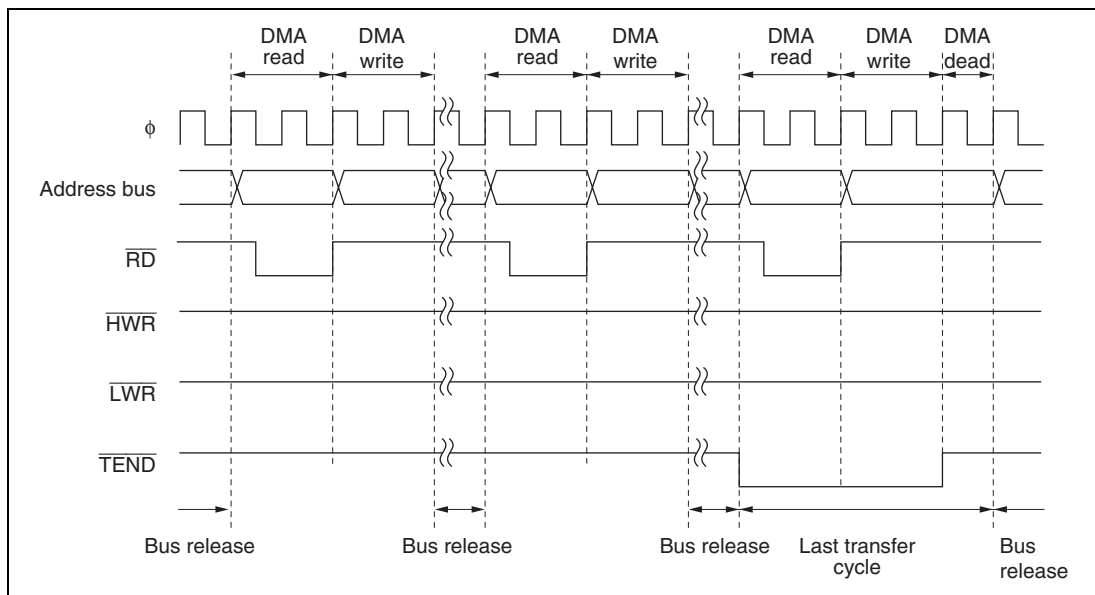 DMA read
DMA write
DMA read
DMA write
DMA read
DMA write
DMA dead
ϕ
Address bus
RD
HWR
LWR
TEND
Bus release
Bus release
Bus release
Last transfer cycle
Bus release